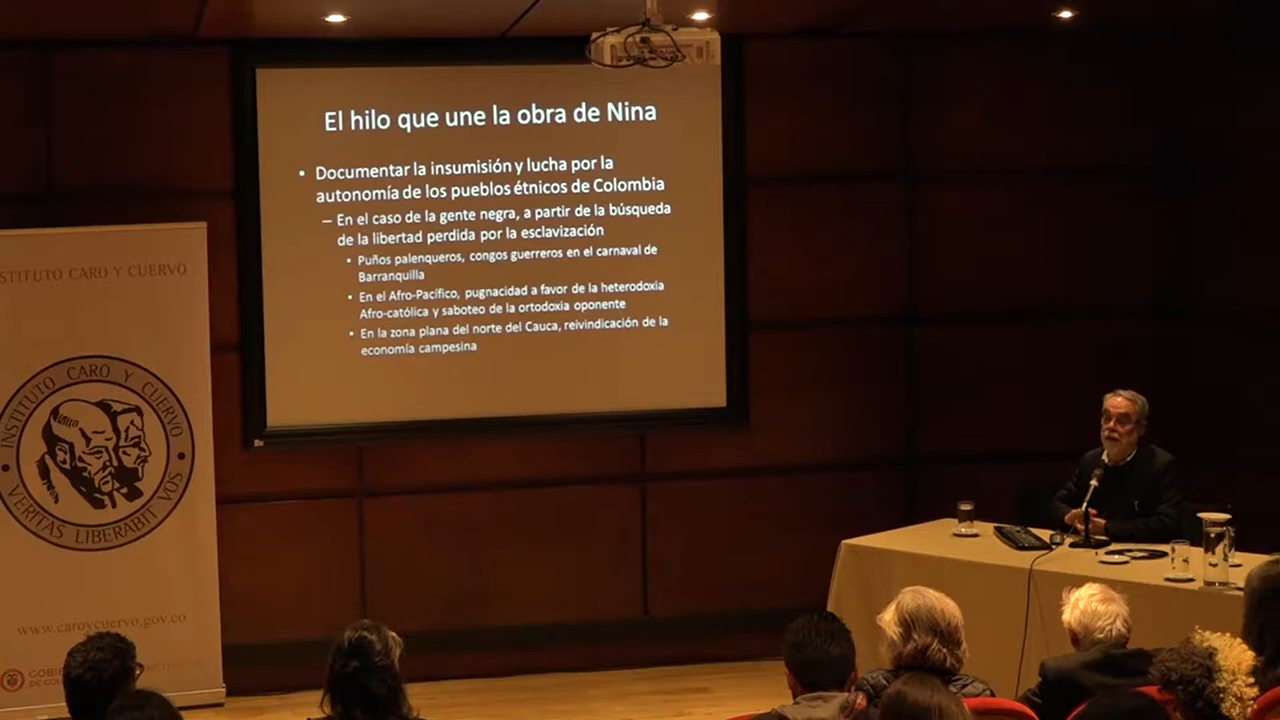 El hilo que une la obra de Nina
• Documentar la insumisión y lucha por la
autonomía de los pueblos étnicos de Colombia
– En el caso de la gente negra, a partir de la búsqueda
de la libertad perdida por la esclavización
• Puños palenqueros, congos guerreros en el carnaval de
Barranquilla
• En el Afro-Pacífico, pugnacidad a favor de la heterodoxia
Afro-católica y saboteo de la ortodoxia oponente
• En la zona plana del norte del Cauca, reivindicación de la
economía campesina
STITUTO CARO Y CUERVO
INSTITUTO CARO Y CUERVO
VERITAS LIBERABIT VOS
www.caroycuervo.gov.co
GOBI
DE CO